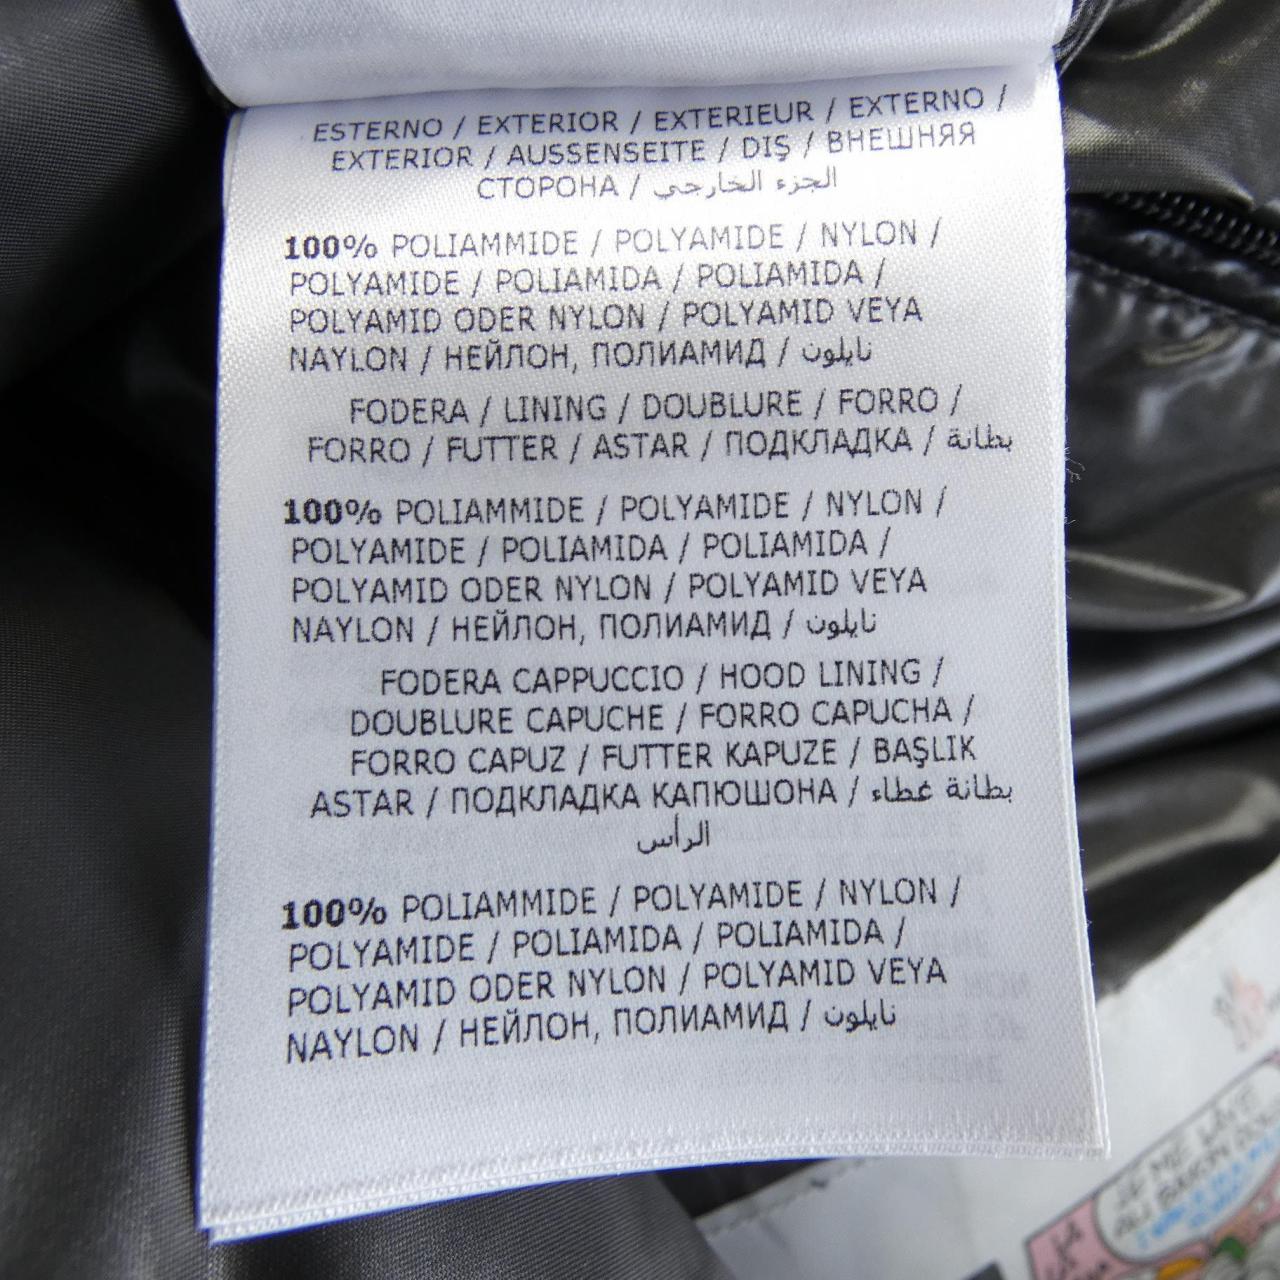 ESTERNO / EXTERIOR / EXTERIEUR / EXTERNO /
EXTERIOR / AUSSENSEITE / DIŞ / ВНЕШНЯЯ
СТОРОНА / الجزء الخارجي
100% POLIAMMIDE / POLYAMIDE / NYLON /
POLYAMIDE / POLIAMIDA / POLIAMIDA /
POLYAMID ODER NYLON / POLYAMID VEYA
NAYLON / НЕЙЛОН, ПОЛИАМИД / نايلون
FODERA / LINING / DOUBLURE / FORRO /
FORRO / FUTTER / ASTAR / ПОДКЛАДКА / بطانة
100% POLIAMMIDE / POLYAMIDE / NYLON /
POLYAMIDE / POLIAMIDA / POLIAMIDA /
POLYAMID ODER NYLON / POLYAMID VEYA
NAYLON / НЕЙЛОН, ПОЛИАМИД / نايلون
FODERA CAPPUCCIO / HOOD LINING /
DOUBLURE CAPUCHE / FORRO CAPUCHA /
FORRO CAPUZ / FUTTER KAPUZE / BAŞLIK
ASTAR / ПОДКЛАДКА КАПЮШОНА / بطانة غطاء
الرأس
100% POLIAMMIDE / POLYAMIDE / NYLON /
POLYAMIDE / POLIAMIDA / POLIAMIDA /
POLYAMID ODER NYLON / POLYAMID VEYA
NAYLON / НЕЙЛОН, ПОЛИАМИД / نايلون